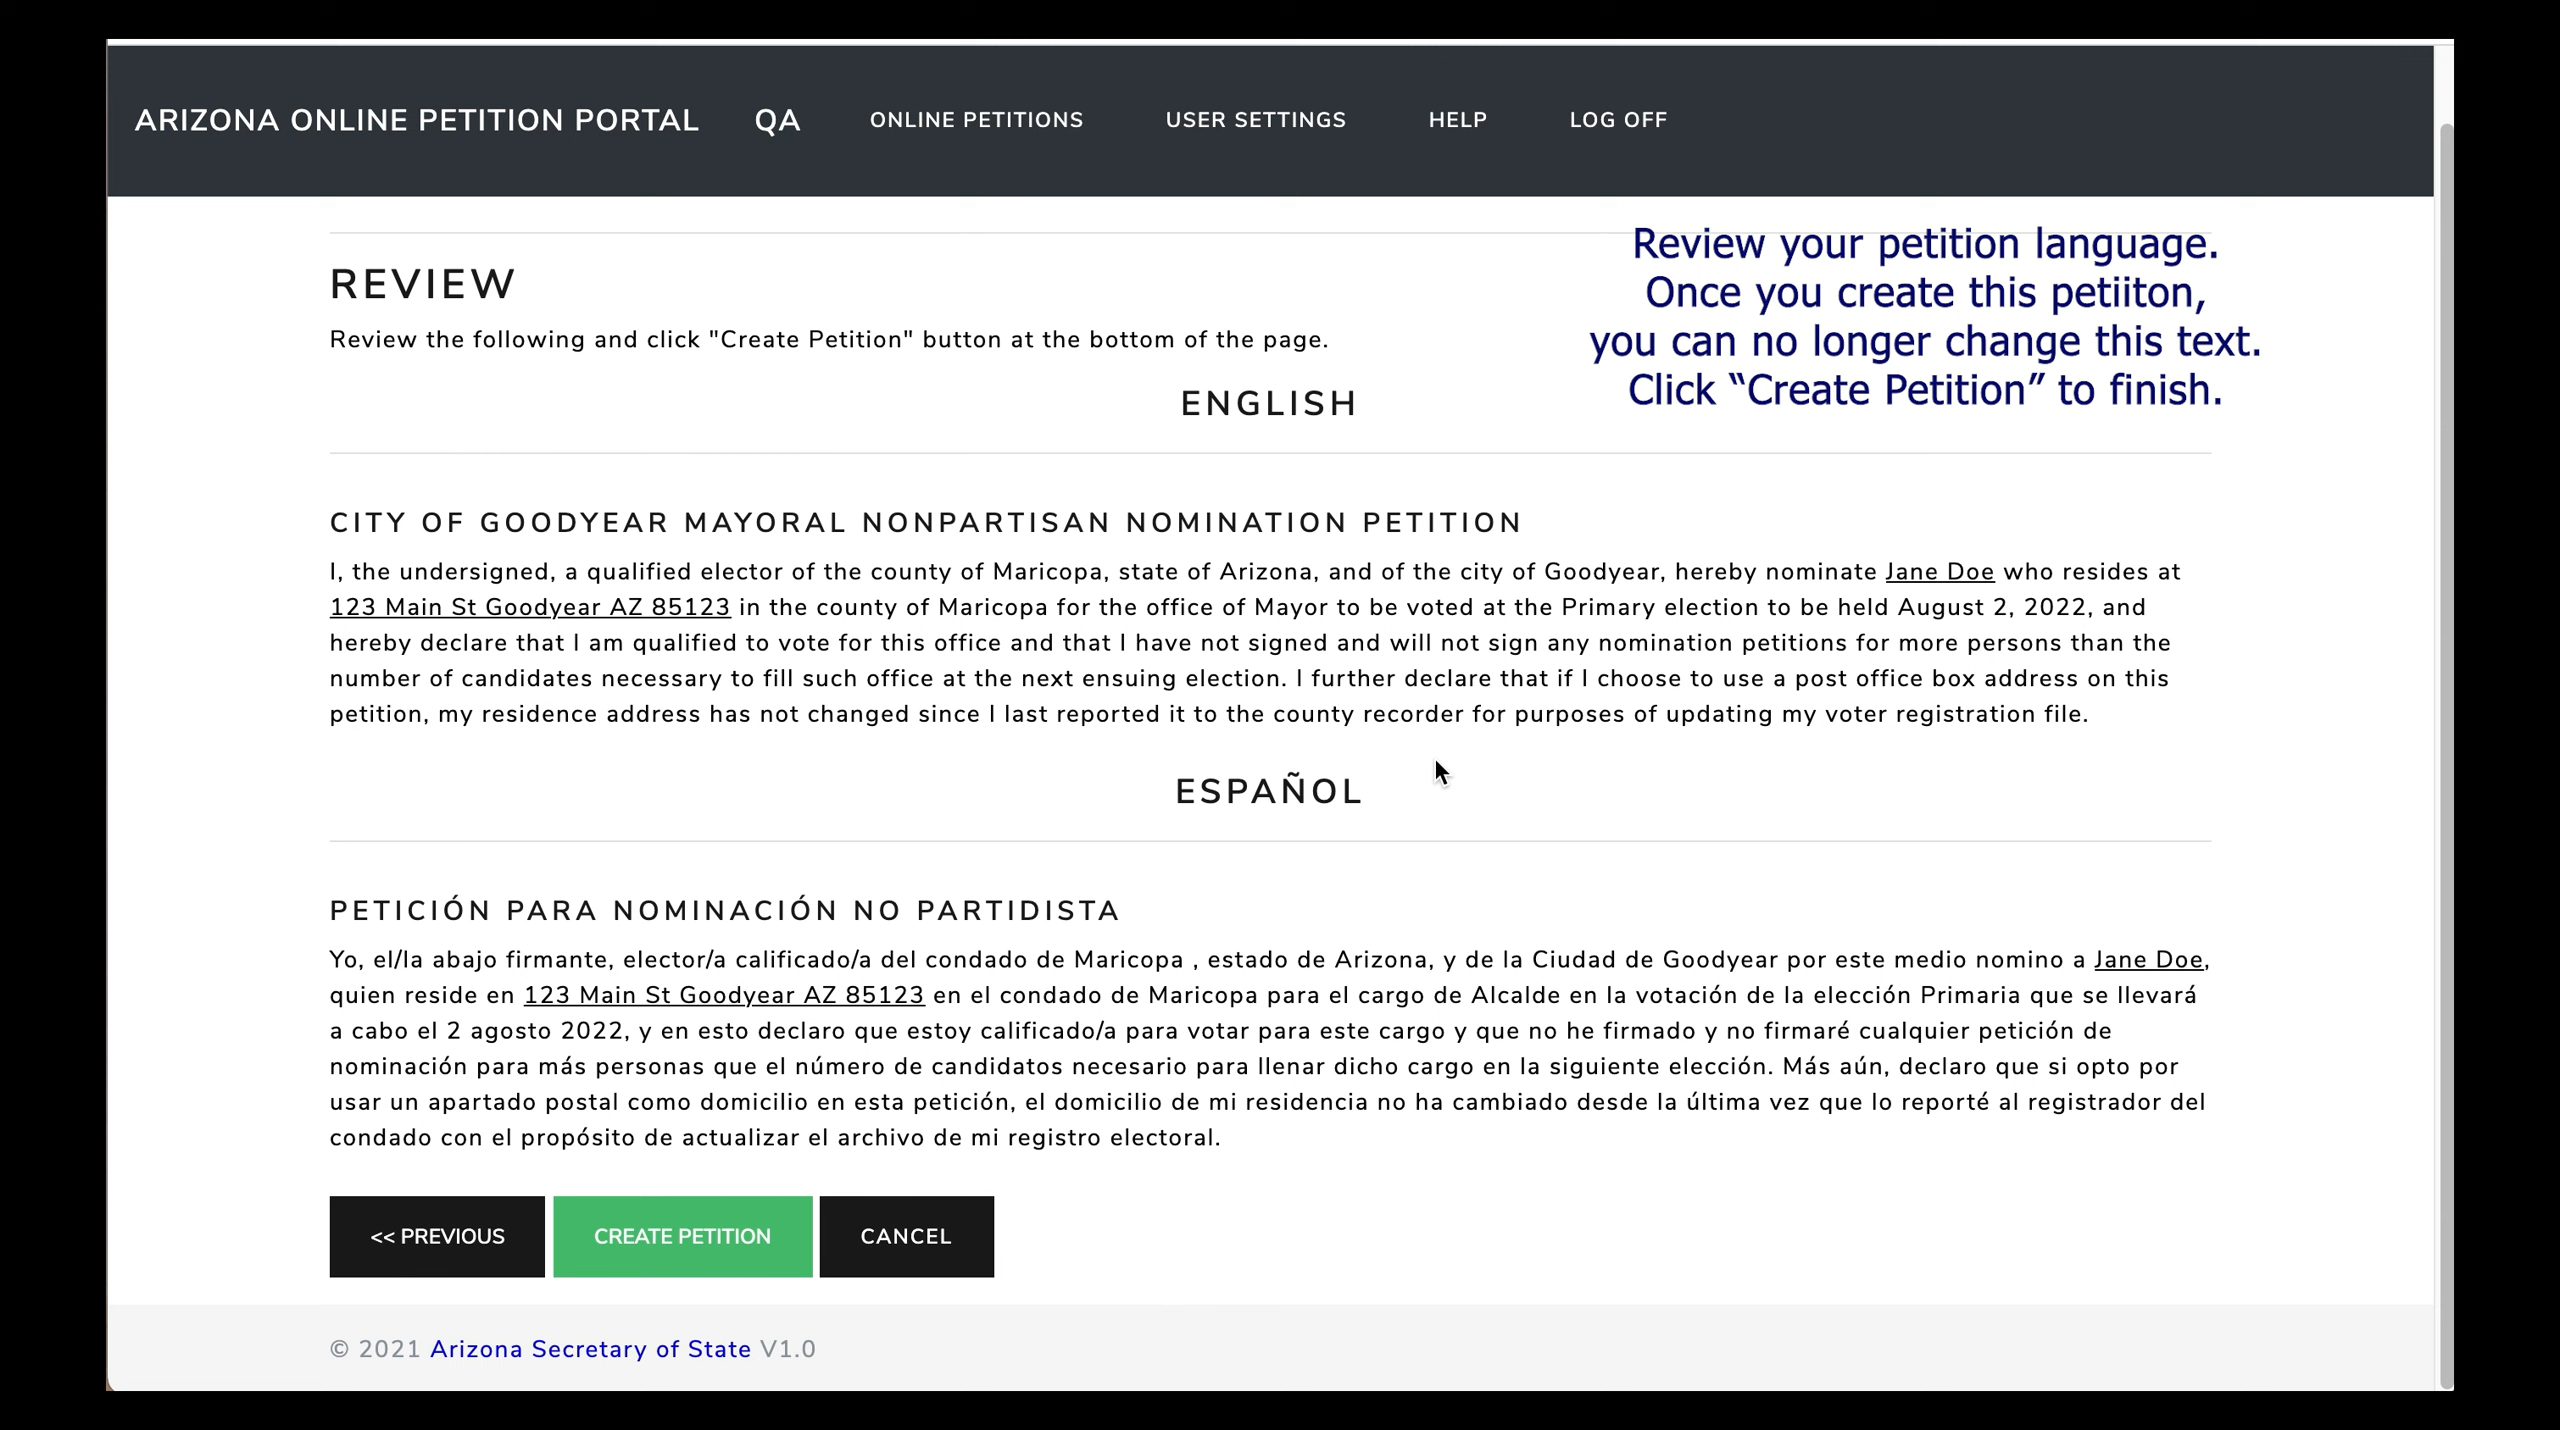 ARIZONA ONLINE PETITION PORTAL QA ONLINE PETITIONS USER SETTINGS HELP LOG OFF
Review your petition language.
Once you create this petiiton,
you can no longer change this text.
Click “Create Petition” to finish.
REVIEW
Review the following and click "Create Petition" button at the bottom of the page.
ENGLISH
CITY OF GOODYEAR MAYORAL NONPARTISAN NOMINATION PETITION
I, the undersigned, a qualified elector of the county of Maricopa, state of Arizona, and of the city of Goodyear, hereby nominate Jane Doe who resides at
123 Main St Goodyear AZ 85123 in the county of Maricopa for the office of Mayor to be voted at the Primary election to be held August 2, 2022, and
hereby declare that I am qualified to vote for this office and that I have not signed and will not sign any nomination petitions for more persons than the
number of candidates necessary to fill such office at the next ensuing election. I further declare that if I choose to use a post office box address on this
petition, my residence address has not changed since I last reported it to the county recorder for purposes of updating my voter registration file.
ESPAÑOL
PETICIÓN PARA NOMINACIÓN NO PARTIDISTA
Yo, el/la abajo firmante, elector/a calificado/a del condado de Maricopa , estado de Arizona, y de la Ciudad de Goodyear por este medio nomino a Jane Doe,
quien reside en 123 Main St Goodyear AZ 85123 en el condado de Maricopa para el cargo de Alcalde en la votación de la elección Primaria que se llevará
a cabo el 2 agosto 2022, y en esto declaro que estoy calificado/a para votar para este cargo y que no he firmado y no firmaré cualquier petición de
nominación para más personas que el número de candidatos necesario para llenar dicho cargo en la siguiente elección. Más aún, declaro que si opto por
usar un apartado postal como domicilio en esta petición, el domicilio de mi residencia no ha cambiado desde la última vez que lo reporté al registrador del
condado con el propósito de actualizar el archivo de mi registro electoral.
<< PREVIOUS CREATE PETITION CANCEL
© 2021 Arizona Secretary of State V1.0